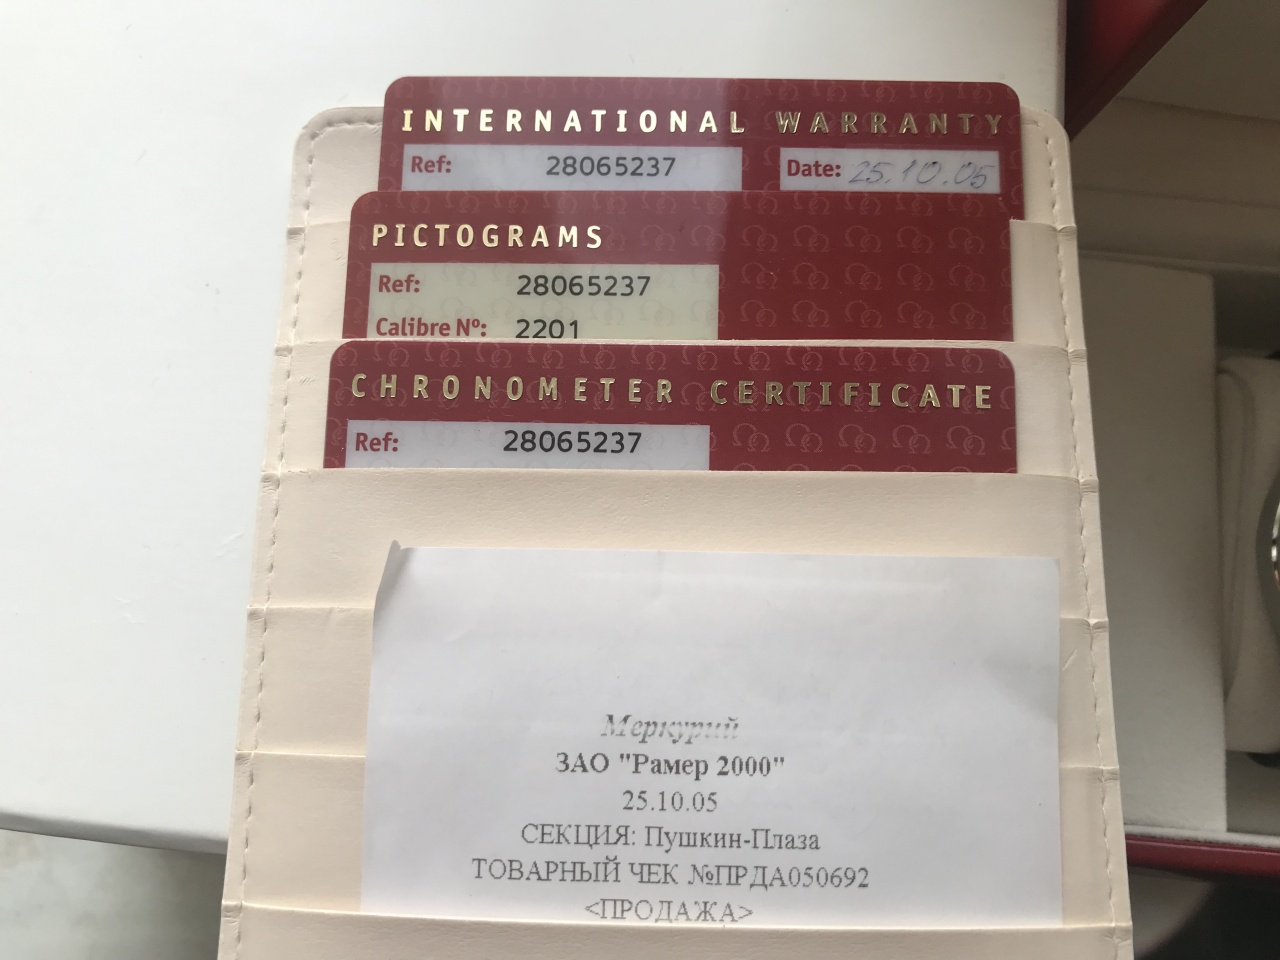 INTERNATIONAL WARRANTY
Ref: 28065237 Date: 25.10.05
PICTOGRAMS
Ref: 28065237
Calibre Nº: 2201
CHRONOMETER CERTIFICATE
Ref: 28065237
Меркурий
ЗАО "Рамер 2000"
25.10.05
СЕКЦИЯ: Пушкин-Плаза
ТОВАРНЫЙ ЧЕК №ПРДА050692
<ПРОДАЖА>